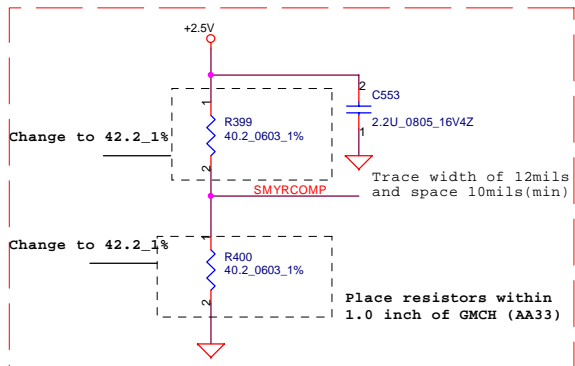 +2.5V
2
C553
2.2U_0805_16V4Z
1
1
R399
40.2_0603_1%
2
Change to 42.2_1%
SMYRCOMP
Trace width of 12mils
and space 10mils(min)
Change to 42.2_1%
1
R400
40.2_0603_1%
2
Place resistors within
1.0 inch of GMCH (AA33)